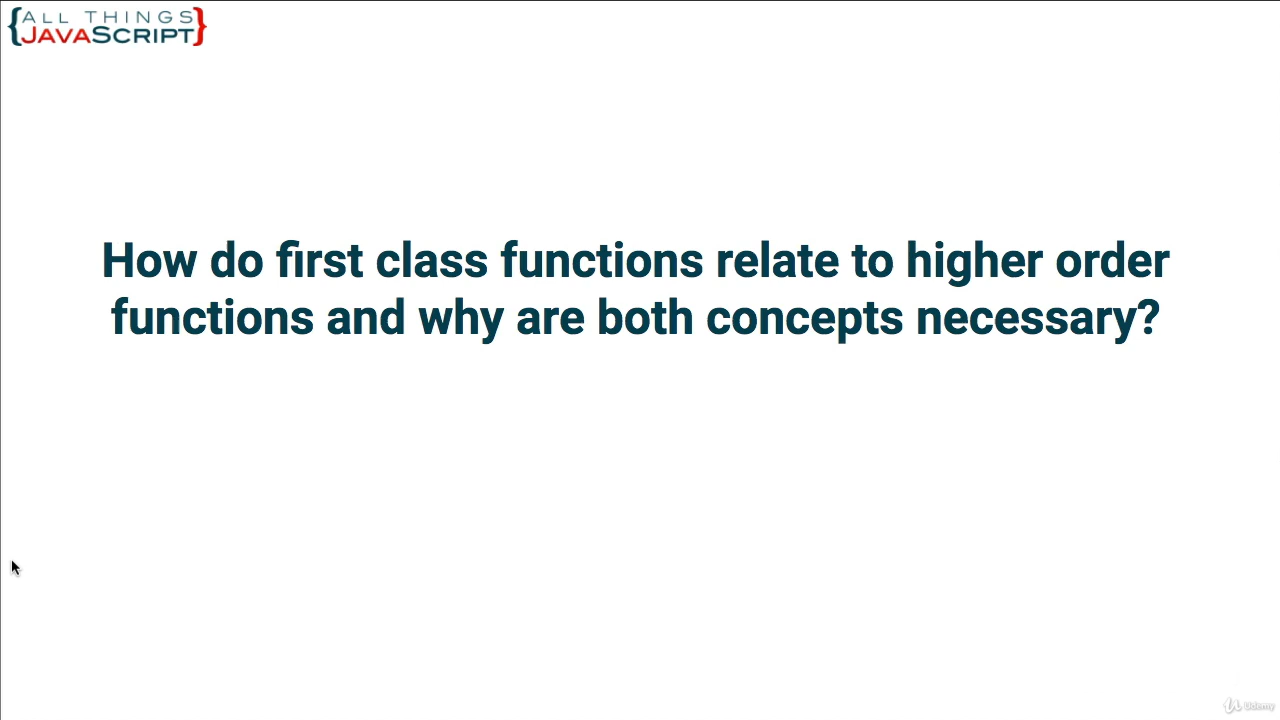 {ALL THINGS
JAVASCRIPT}
How do first class functions relate to higher order
functions and why are both concepts necessary?
Udemy